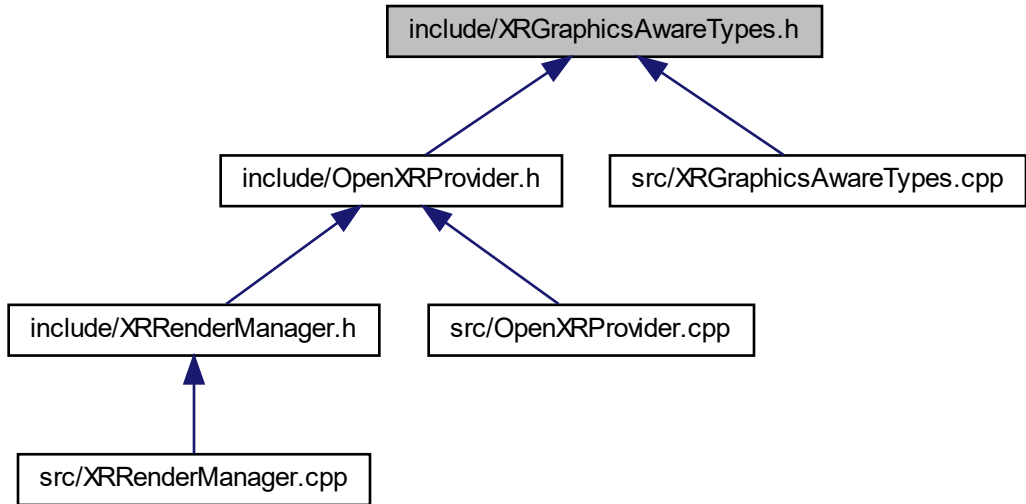 include/XRGraphicsAwareTypes.h
include/OpenXRProvider.h
src/XRGraphicsAwareTypes.cpp
include/XRRenderManager.h
src/OpenXRProvider.cpp
src/XRRenderManager.cpp